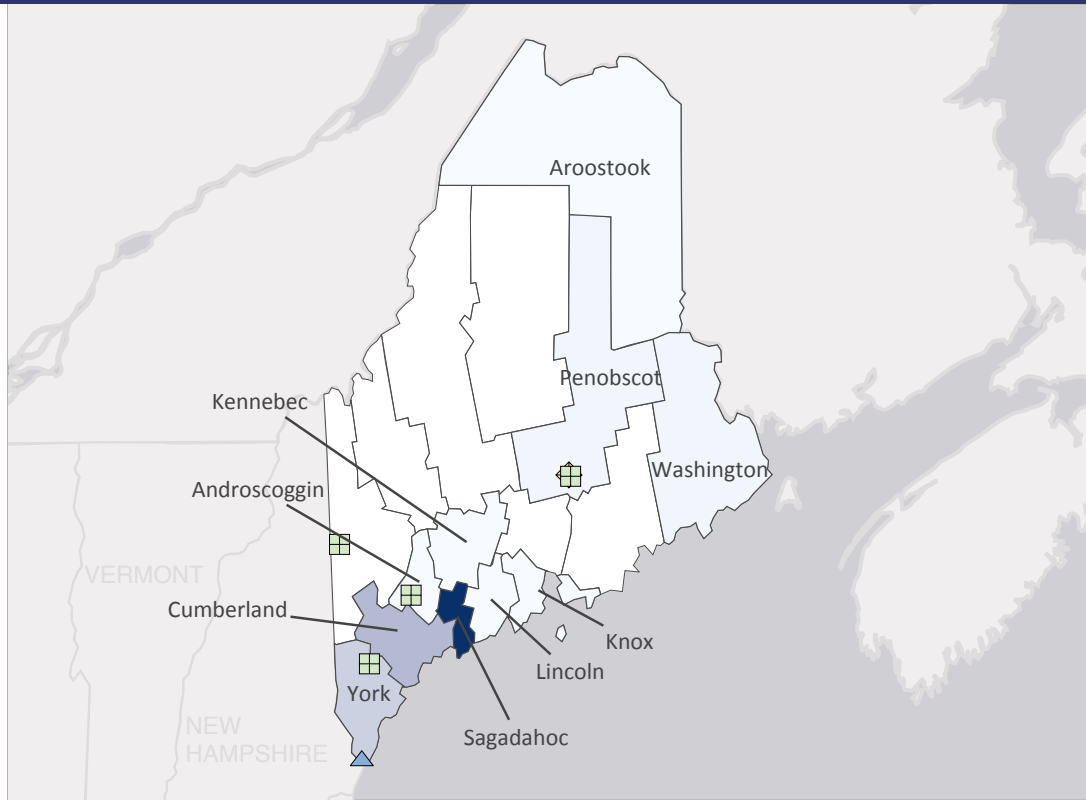 Aroostook
Penobscot
Kennebec
Washington
Androscoggin
VERMONT
Cumberland
Knox
Lincoln
York
NEW
HAMPSHIRE
Sagadahoc